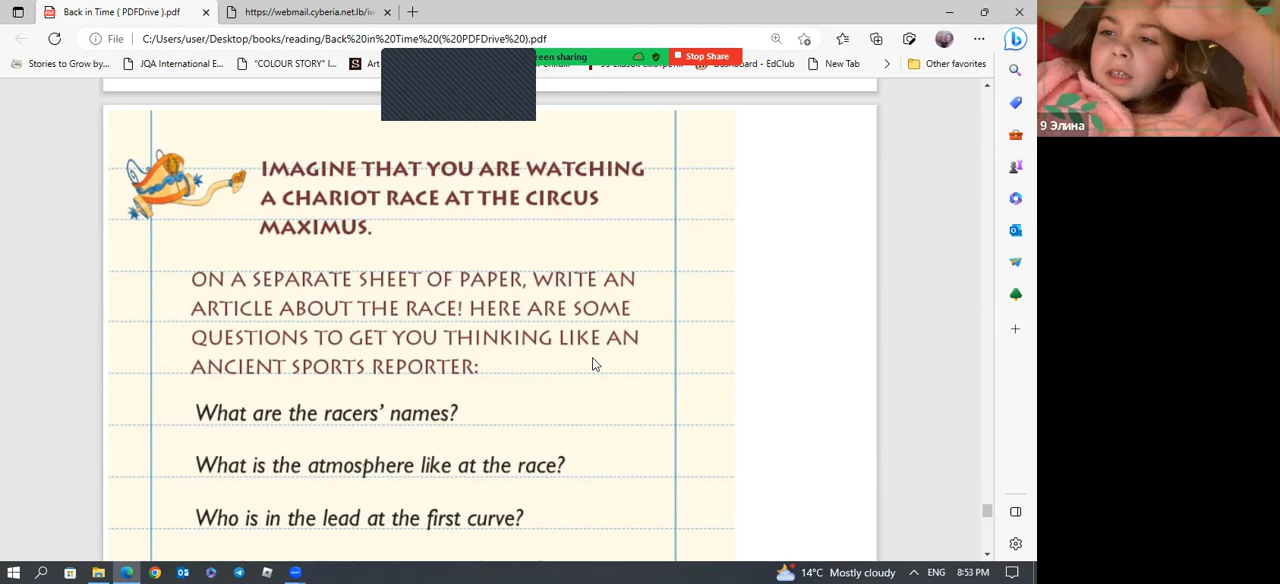 Back in Time ( PDFDrive ).pdf
https://webmail.cyberia.net.lb/iw
File
C:/Users/user/Desktop/books/reading/Back%20in%20Time%20(%20PDFDrive%20).pdf
Stories to Grow by...
JQA International E...
"COLOUR STORY" I...
Art
reen sharing
Stop Share
Dashboard - EdClub
New Tab
Other favorites
9 Элина
IMAGINE THAT YOU ARE WATCHING
A CHARIOT RACE AT THE CIRCUS
MAXIMUS.
ON A SEPARATE SHEET OF PAPER, WRITE AN
ARTICLE ABOUT THE RACE! HERE ARE SOME
QUESTIONS TO GET YOU THINKING LIKE AN
ANCIENT SPORTS REPORTER:
What are the racers' names?
What is the atmosphere like at the race?
Who is in the lead at the first curve?
14°C Mostly cloudy
ENG
8:53 PM